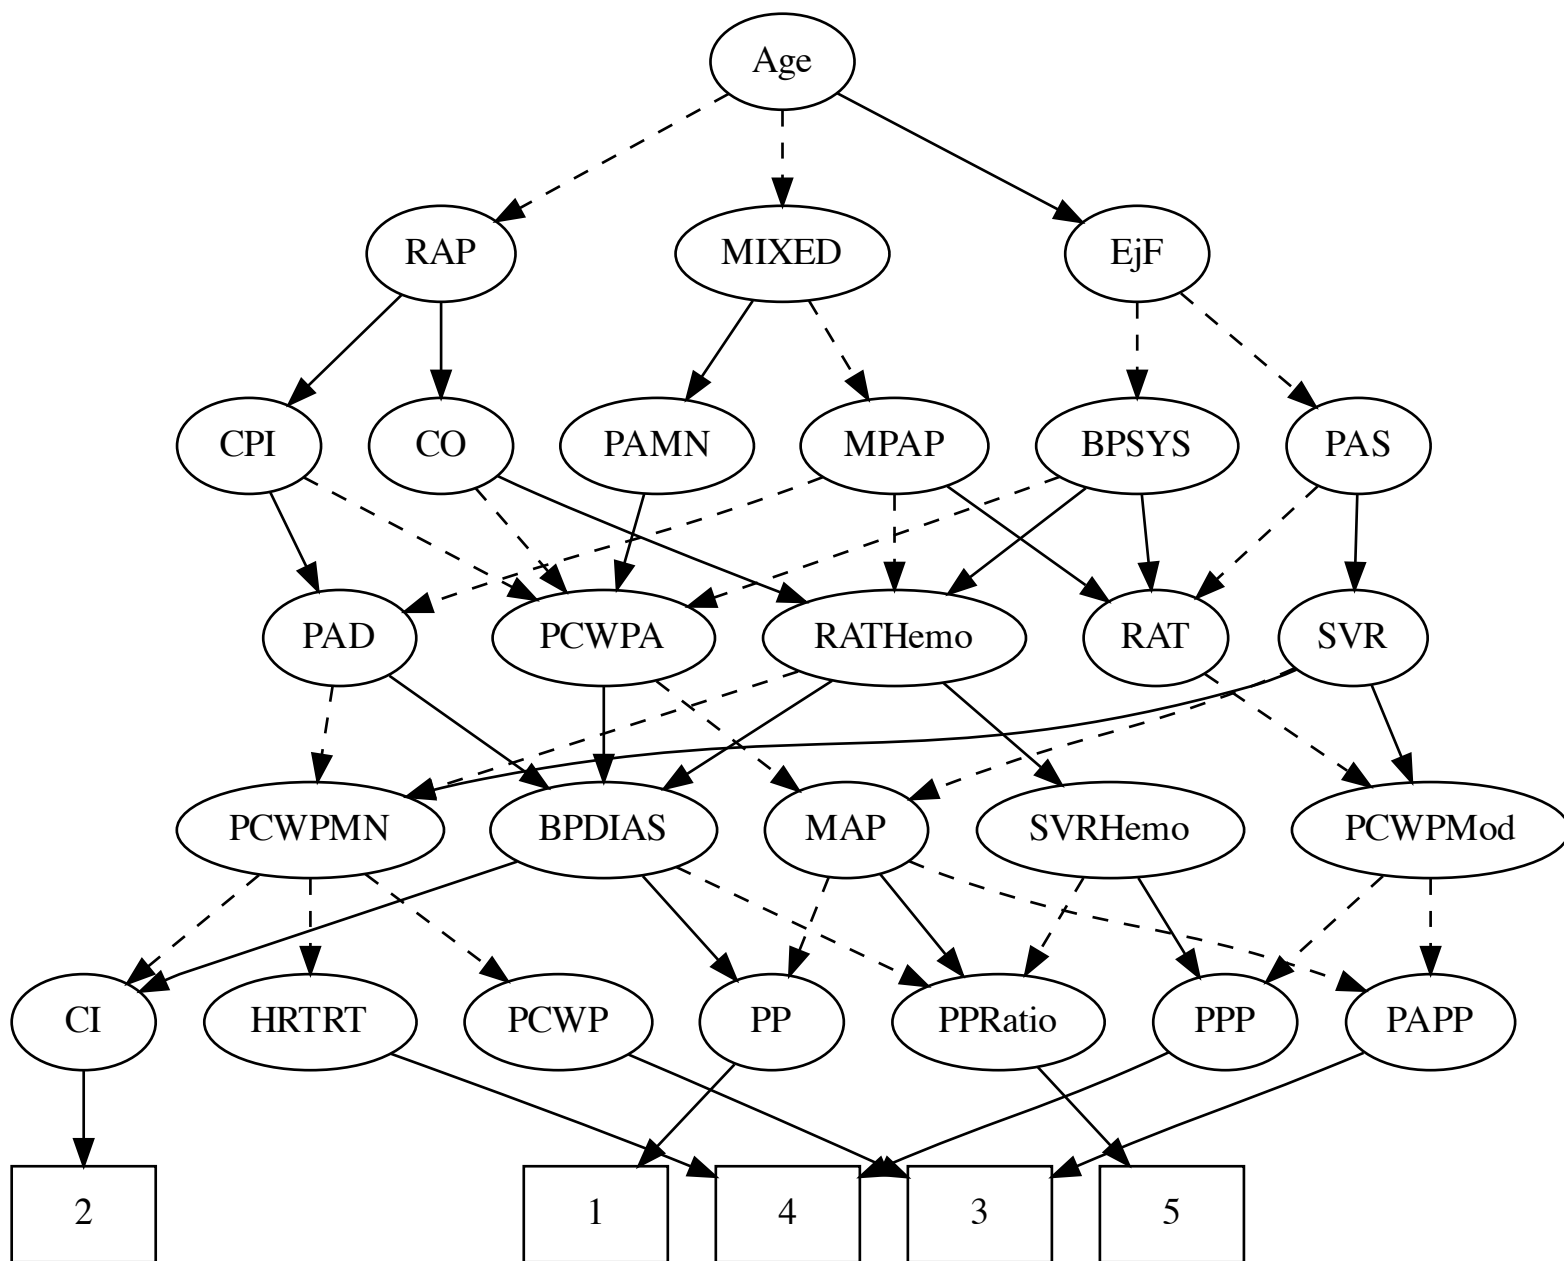 Age
RAP
MIXED
EjF
CPI
CO
PAMN
MPAP
BPSYS
PAS
PAD
PCWPA
RATHemo
RAT
SVR
PCWPMN
BPDIAS
MAP
SVRHemo
PCWPMod
CI
HRTRT
PCWP
PP
PPRatio
PPP
PAPP
2
1
4
3
5